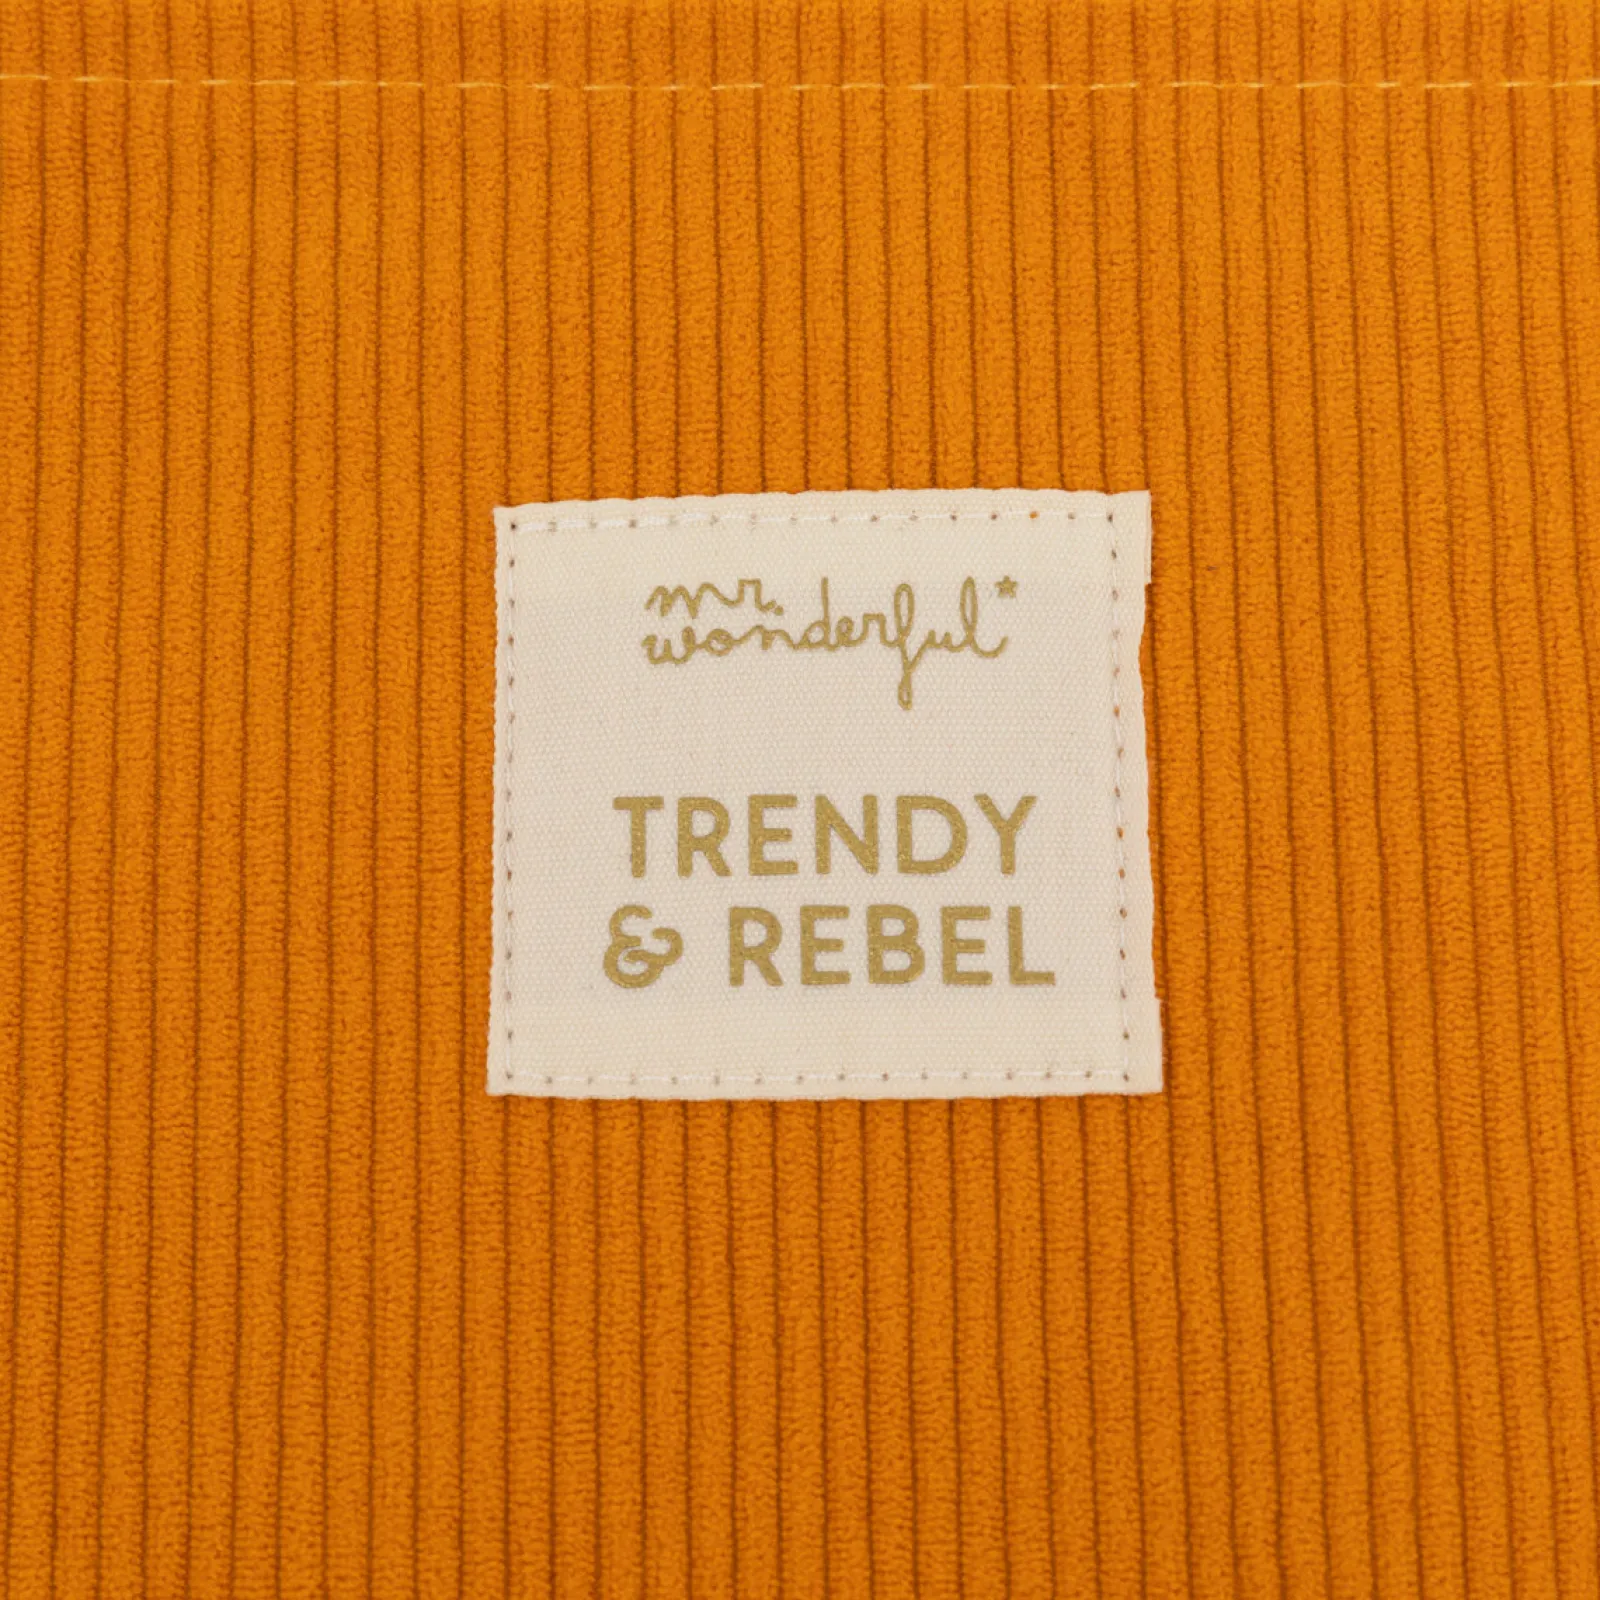 mr.
wonderful*
TRENDY
& REBEL